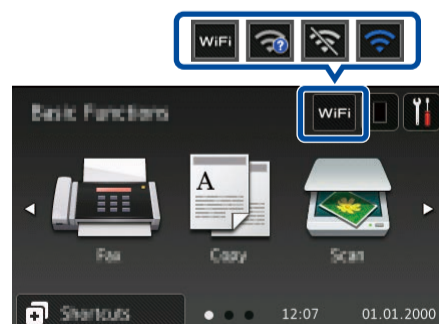 WiFi
Basic Functions
WiFi
A
Fax
Copy
Scan
Shortcuts
12:07
01.01.2000